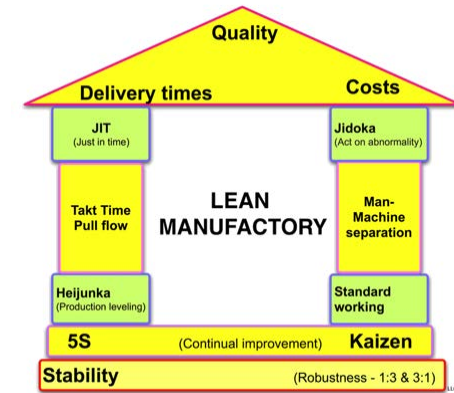 Quality
Delivery times
Costs
JIT
(Just in time)
Jidoka
(Act on abnormality)
Takt Time
Pull flow
LEAN
MANUFACTORY
Man-
Machine
separation
Heijunka
(Production leveling)
Standard
working
5S (Continual improvement) Kaizen
Stability (Robustness - 1:3 & 3:1)